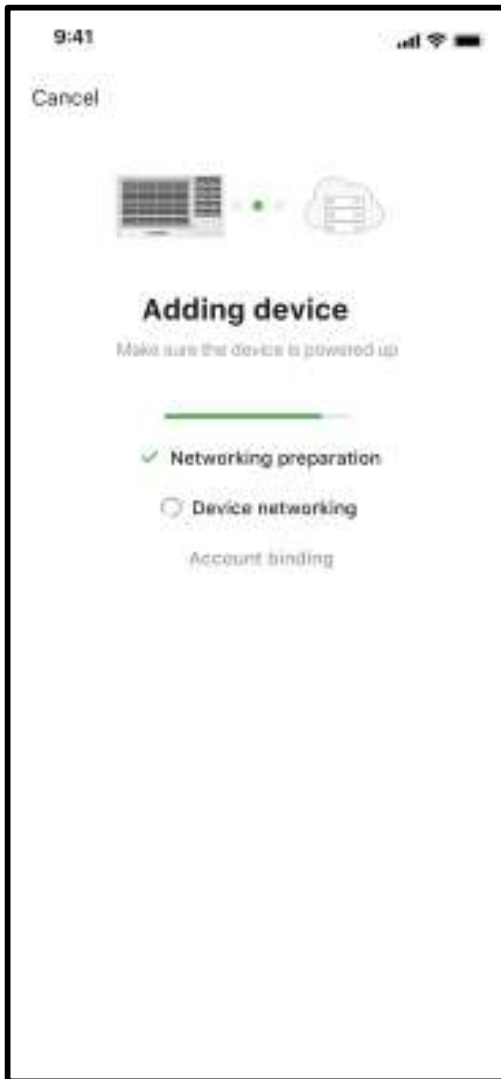 9:41
Cancel
Adding device
Make sure the device is powered up
Networking preparation
Device networking
Account binding